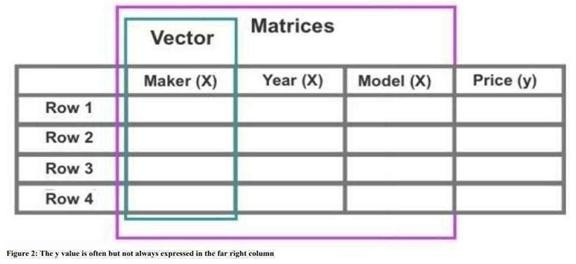 Vector
Matrices
Maker (X) Year (X) Model (X) Price (y)
Row 1
Row 2
Row 3
Row 4
Figure 2: The y value is often but not always expressed in the far right column